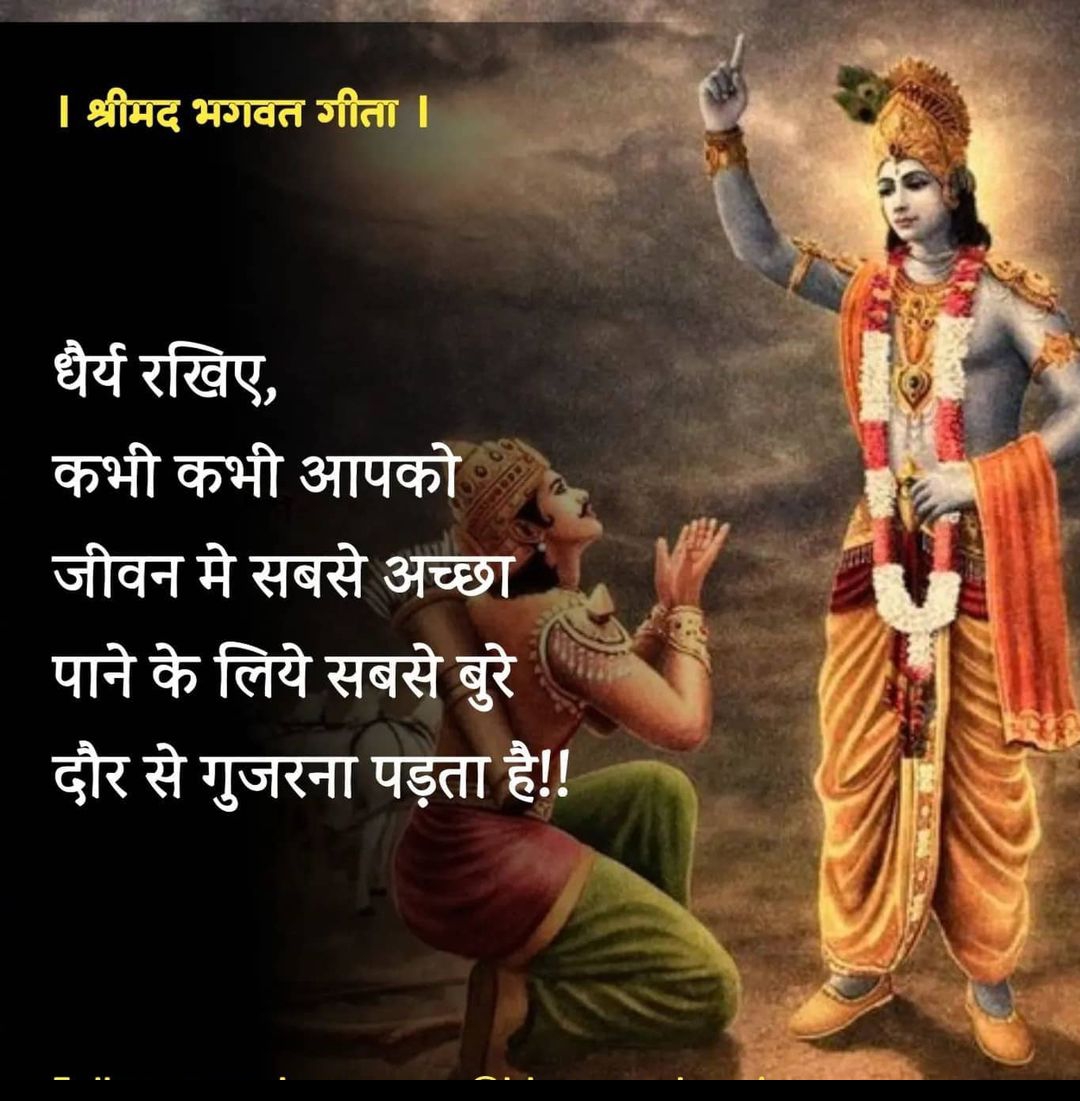 । श्रीमद भगवत गीता ।
धैर्य रखिए,
कभी कभी आपको
जीवन मे सबसे अच्छा
पाने के लिये सबसे बुरे
दौर से गुजरना पड़ता है!!